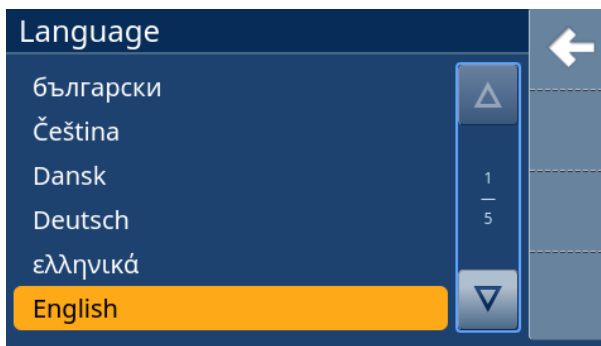 Language
български
Čeština
Dansk
Deutsch
ελληνικά
English
1
5